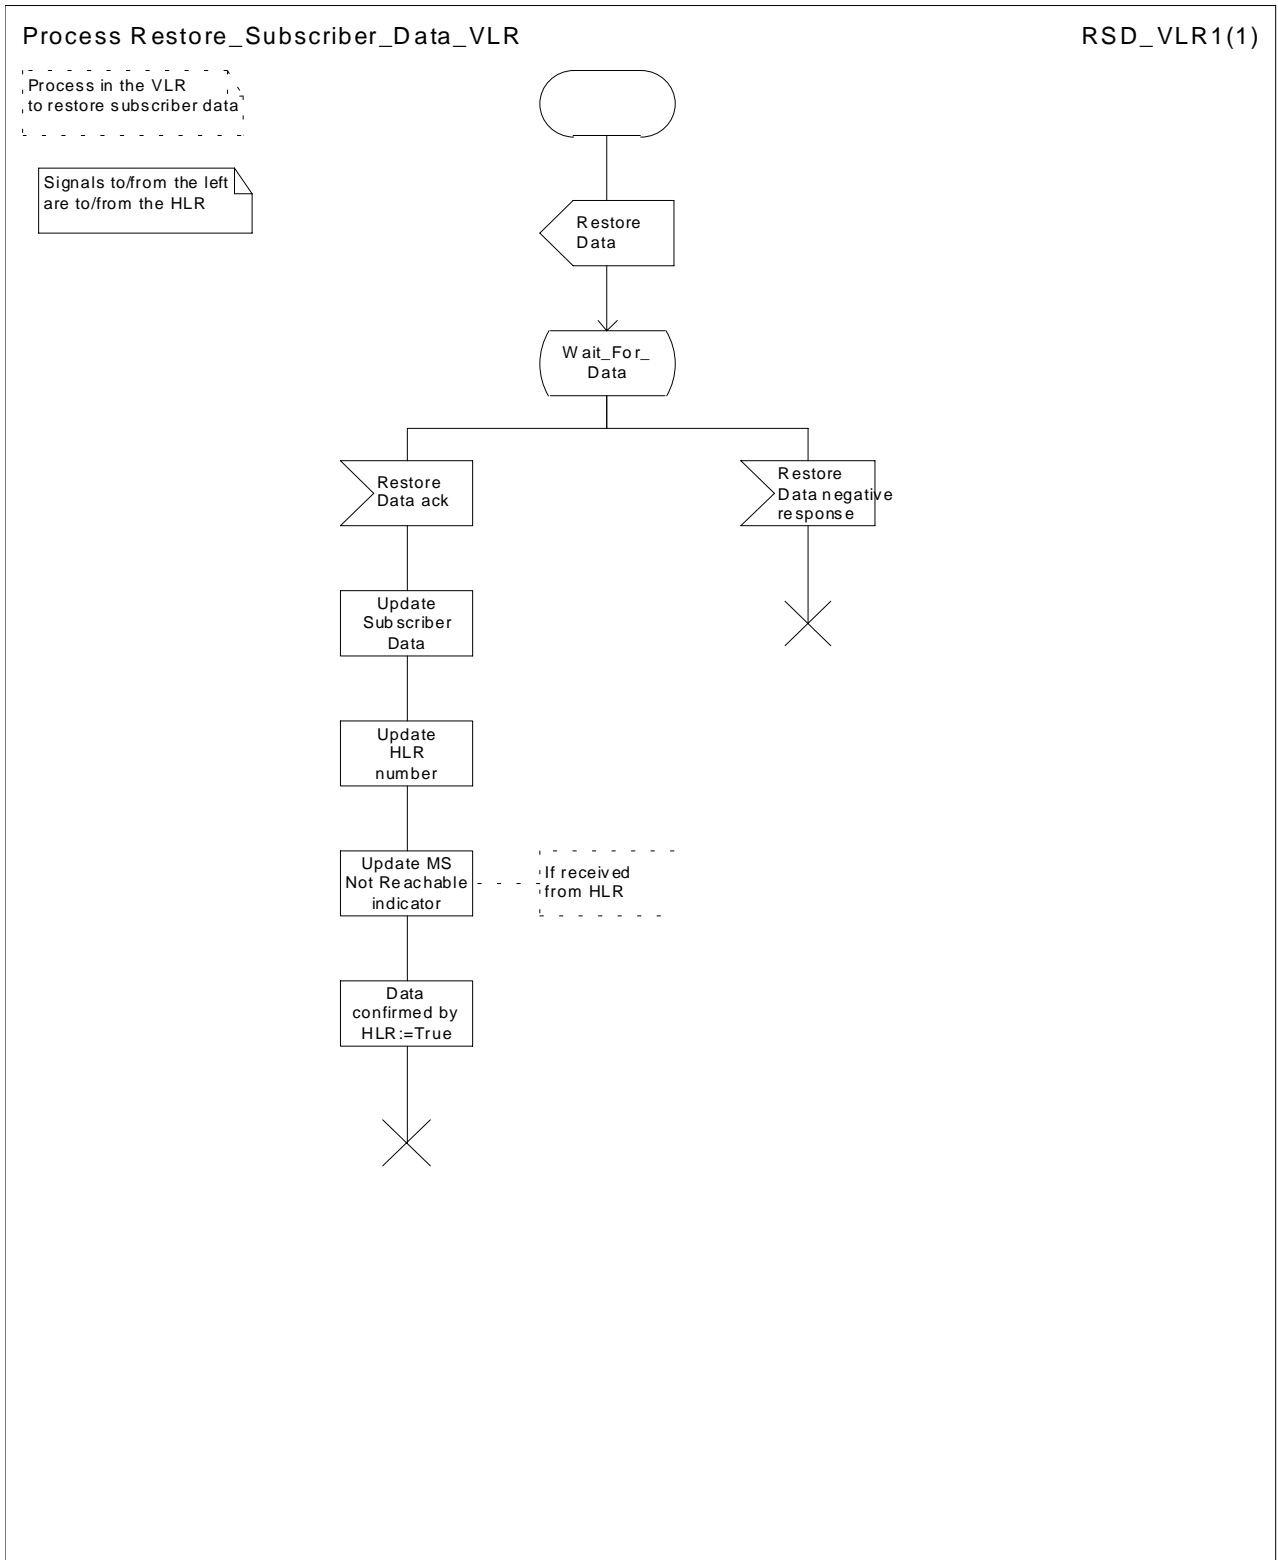 Process Restore_Subscriber_Data_VLR
RSD_VLR1(1)
Process in the VLR
to restore subscriber data
Signals to/from the left
are to/from the HLR
Restore
Data
Wait_For_
Data
Restore
Data ack
Restore
Data negative
response
Update
Subscriber
Data
Update
HLR
number
Update MS
Not Reachable
indicator
If received
from HLR
Data
confirmed by
HLR:=True